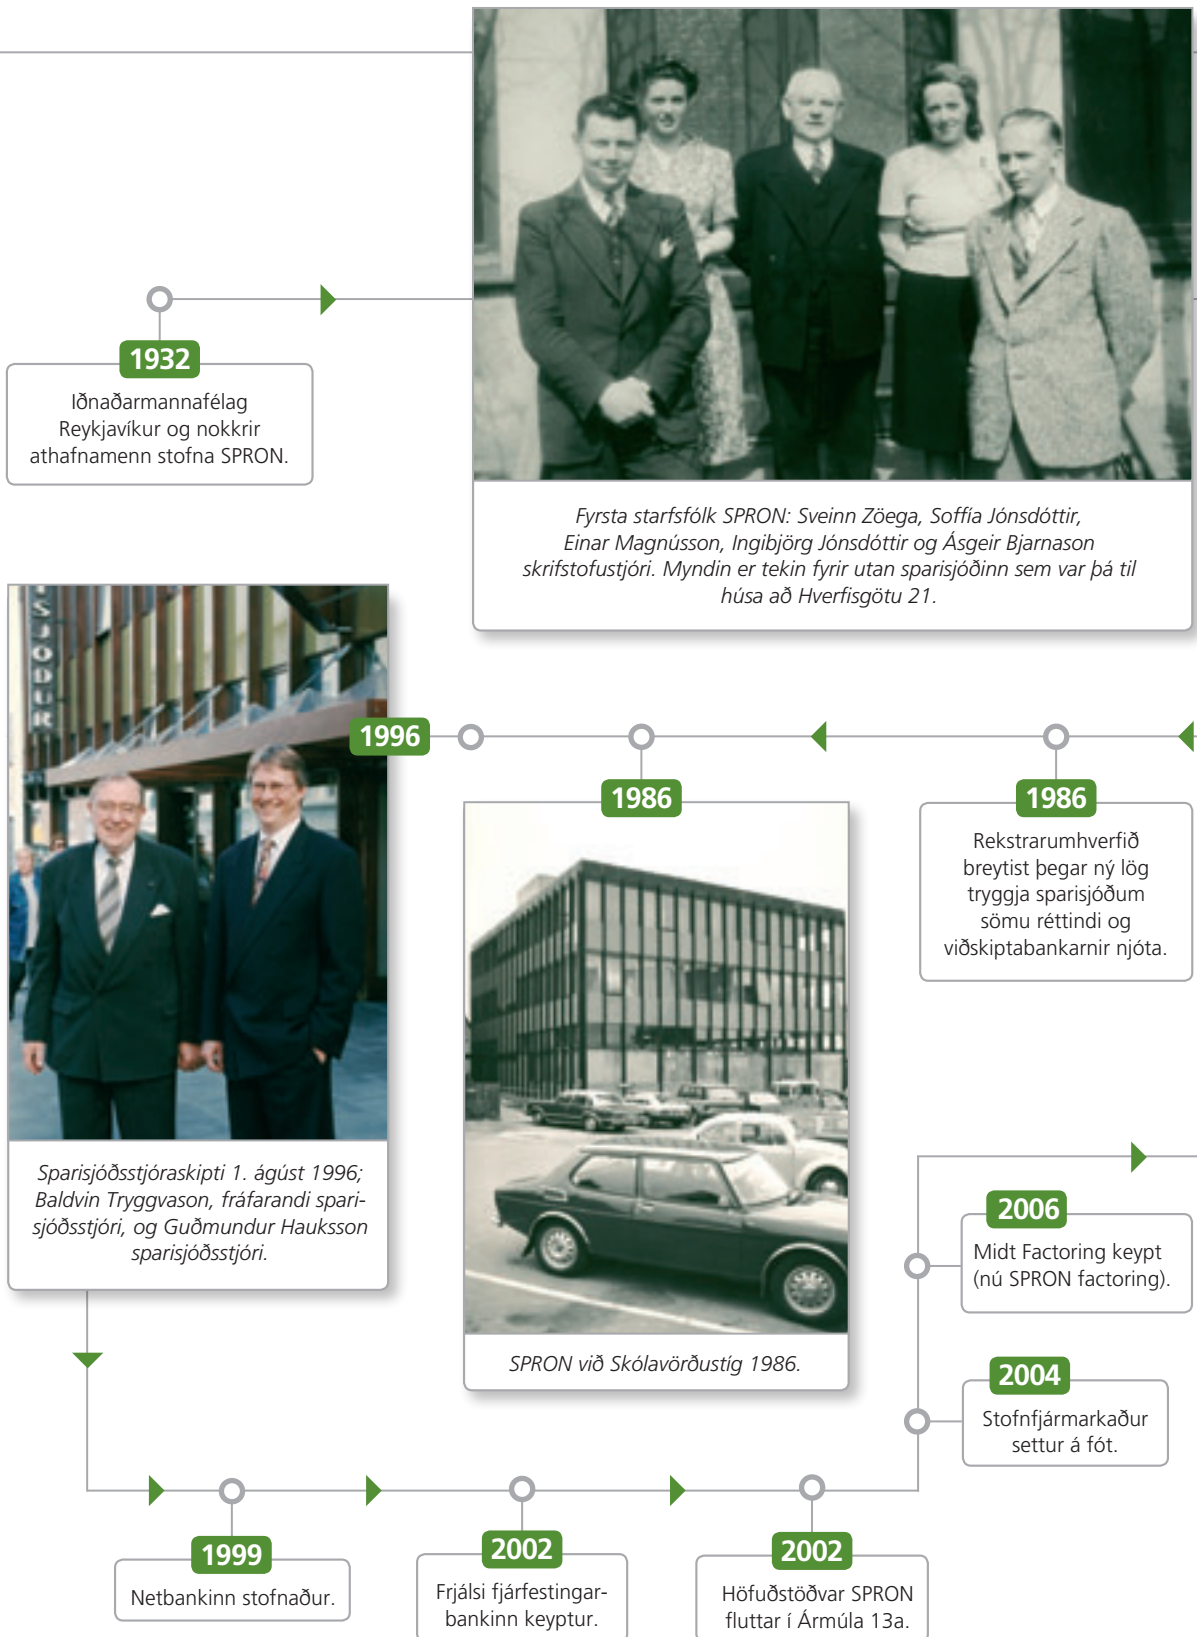 1932
Iðnaðarmannafélag
Reykjavíkur og nokkrir
athafnamenn stofna SPRON.
Fyrsta starfsfólk SPRON: Sveinn Zöega, Soffía Jónsdóttir,
Einar Magnússon, Ingibjörg Jónsdóttir og Ásgeir Bjarnason
skrifstofustjóri. Myndin er tekin fyrir utan sparisjóðinn sem var þá til
húsa að Hverfisgötu 21.
1986
Rekstrarumhverfið
breytist þegar ný lög
tryggja sparisjóðum
sömu réttindi og
viðskiptabankarnir njóta.
1986
SPRON við Skólavörðustíg 1986.
1996
SJODUR
Sparisjóðsstjóraskipti 1. ágúst 1996;
Baldvin Tryggvason, fráfarandi spari-
sjóðsstjóri, og Guðmundur Hauksson
sparisjóðsstjóri.
1999
Netbankinn stofnaður.
2002
Frjálsi fjárfestingar-
bankinn keyptur.
2002
Höfuðstöðvar SPRON
fluttar í Ármúla 13a.
2004
Stofnfjármarkaður
settur á fót.
2006
Midt Factoring keypt
(nú SPRON factoring).